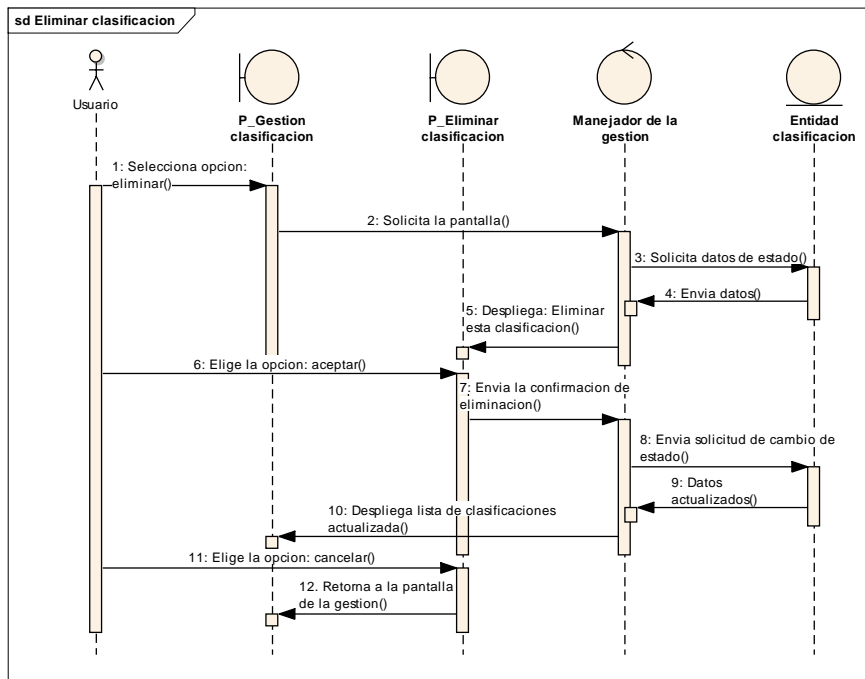 sd Eliminar clasificacion
Usuario
P_Gestion
clasificacion
P_Eliminar
clasificacion
Manejador de la
gestion
Entidad
clasificacion
1: Selecciona opcion:
eliminar()
2: Solicita la pantalla()
3: Solicita datos de estado()
4: Envia datos()
5: Despliega: Eliminar
esta clasificacion()
6: Elige la opcion: aceptar()
7: Envia la confirmacion de
eliminacion()
8: Envia solicitud de cambio de
estado()
9: Datos
actualizados()
10: Despliega lista de clasificaciones
actualizada()
11: Elige la opcion: cancelar()
12. Retorna a la pantalla
de la gestion()